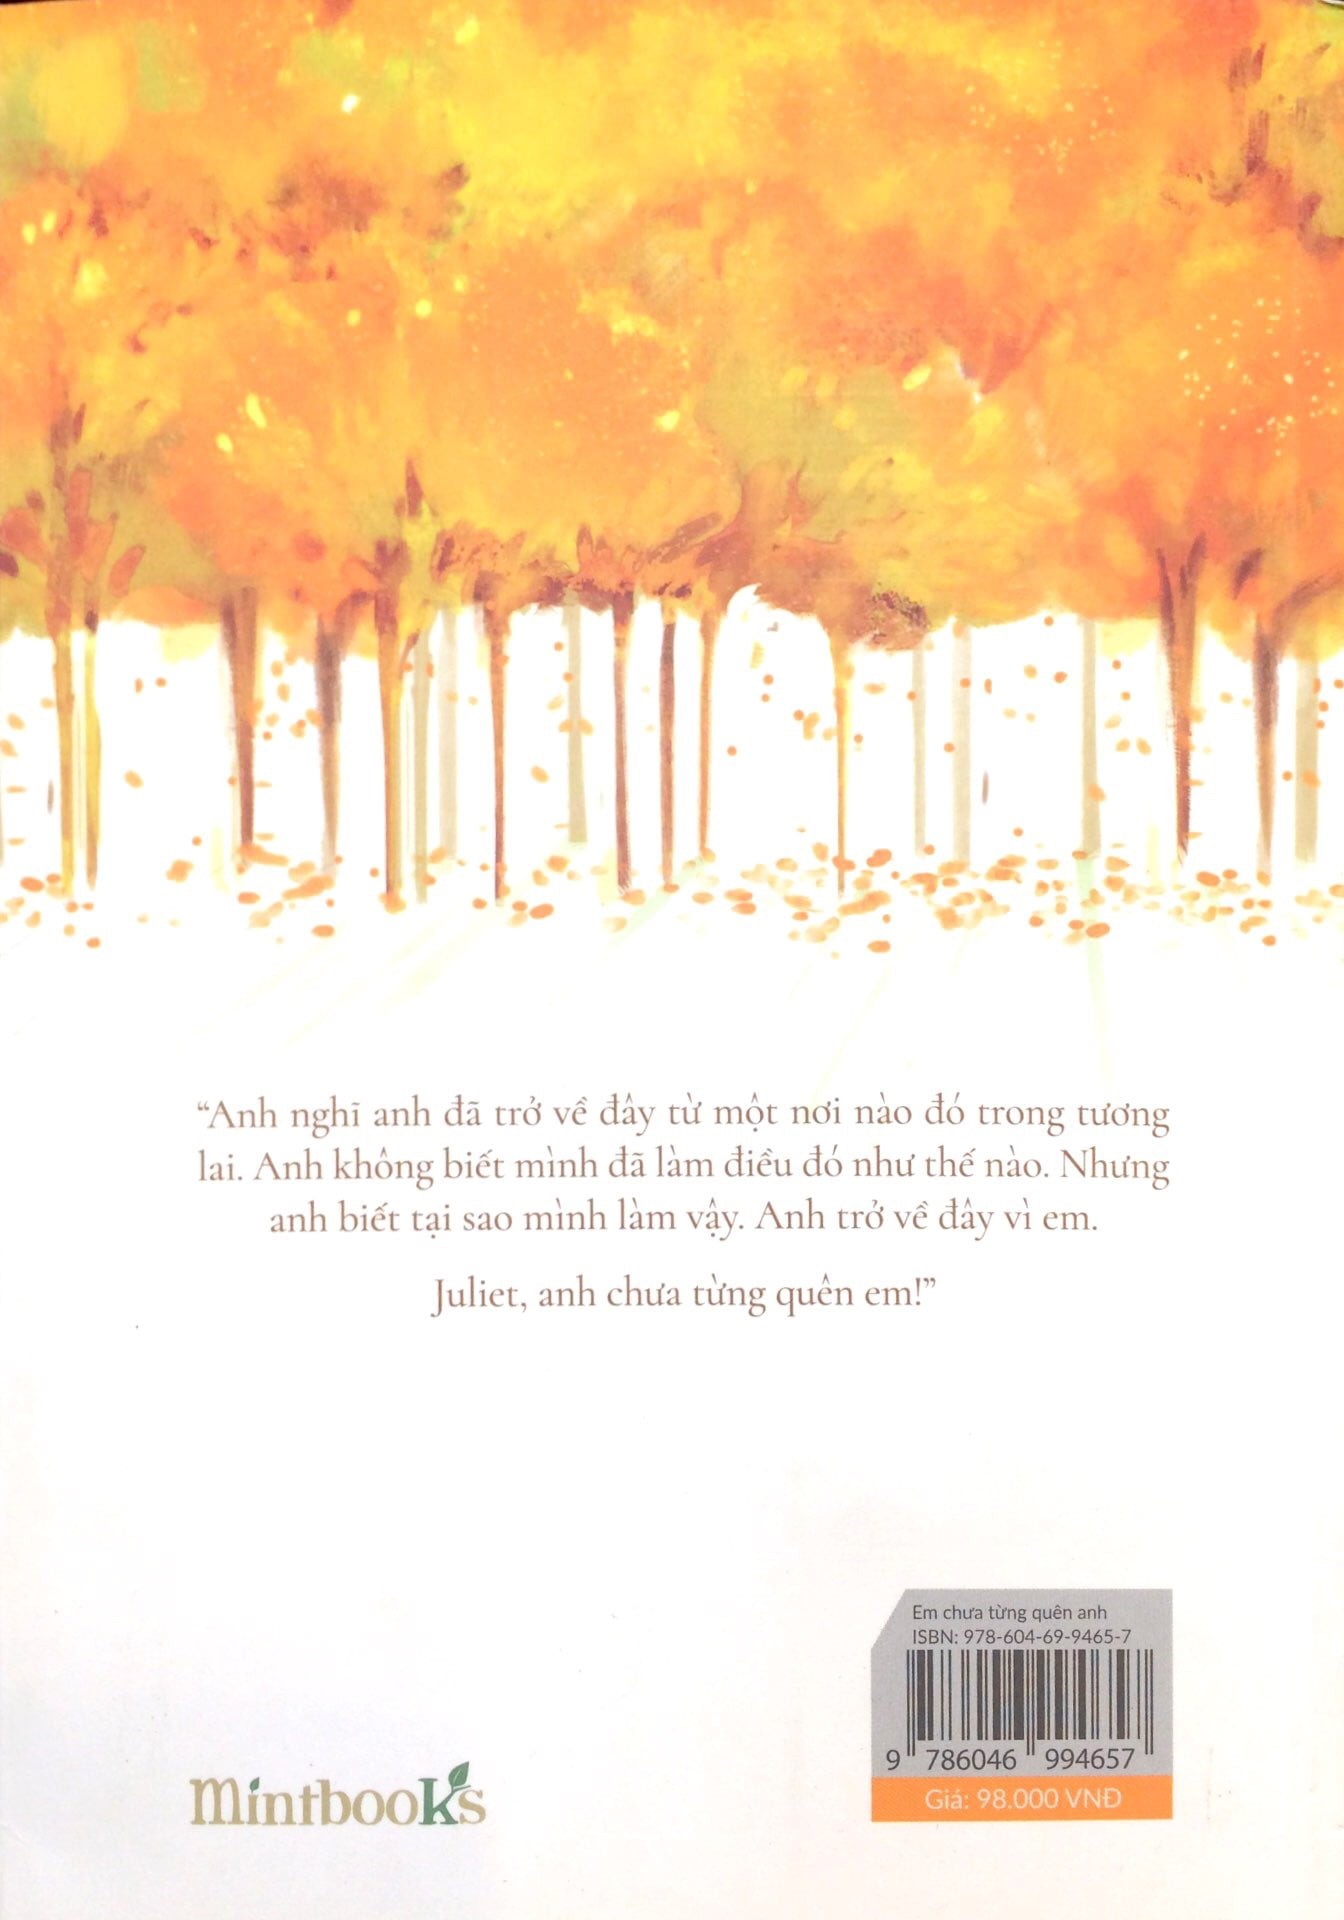 “Anh nghĩ anh đã trở về đây từ một nơi nào đó trong tương
lai. Anh không biết mình đã làm điều đó như thế nào. Nhưng
anh biết tại sao mình làm vậy. Anh trở về đây vì em.
Juliet, anh chưa từng quên em!”
Em chưa từng quên anh
ISBN: 978-604-69-9465-7
9 786046 994657
Giá: 98.000 VNĐ
mintbooks